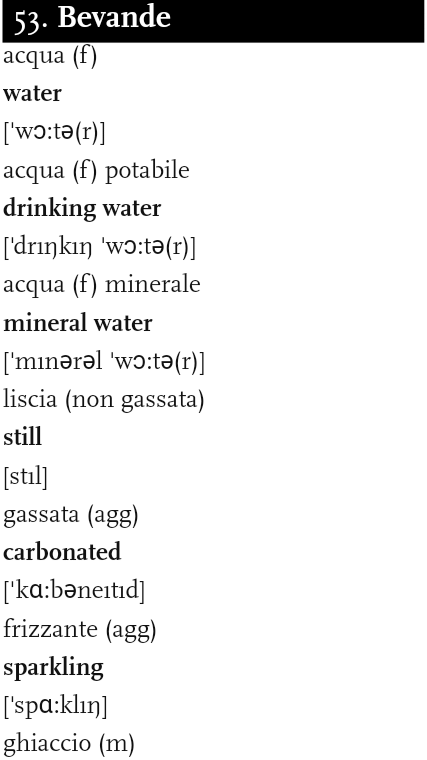 53. Bevande
acqua (f)
water
['wɔ:tə(r)]
acqua (f) potabile
drinking water
['drɪŋkɪŋ 'wɔ:tə(r)]
acqua (f) minerale
mineral water
['mɪnərəl 'wɔ:tə(r)]
liscia (non gassata)
still
[stɪl]
gassata (agg)
carbonated
['kɑ:bəneɪtɪd]
frizzante (agg)
sparkling
['spɑ:klɪŋ]
ghiaccio (m)